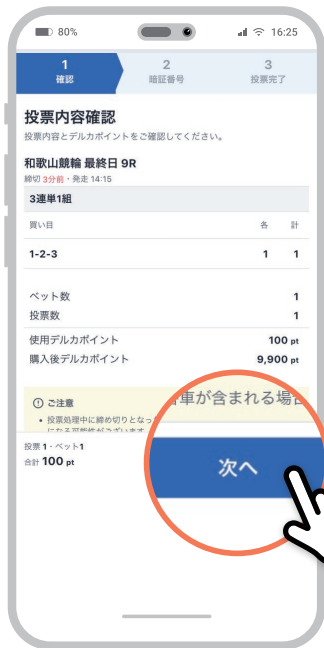 80%
16:25
1
確認
2
暗証番号
3
投票完了
投票内容確認
投票内容とデルカポイントをご確認してください。
和歌山競輪 最終日 9R
締切 3分前・発走 14:15
3連単1組
買い目 各 計
1-2-3 1 1
ベット数 1
投票数 1
使用デルカポイント 100 pt
購入後デルカポイント 9,900 pt
ご注意
• 投票処理中に締め切りとなっ
車が含まれる場合
投票 1・ベット1
合計 100 pt
次へ